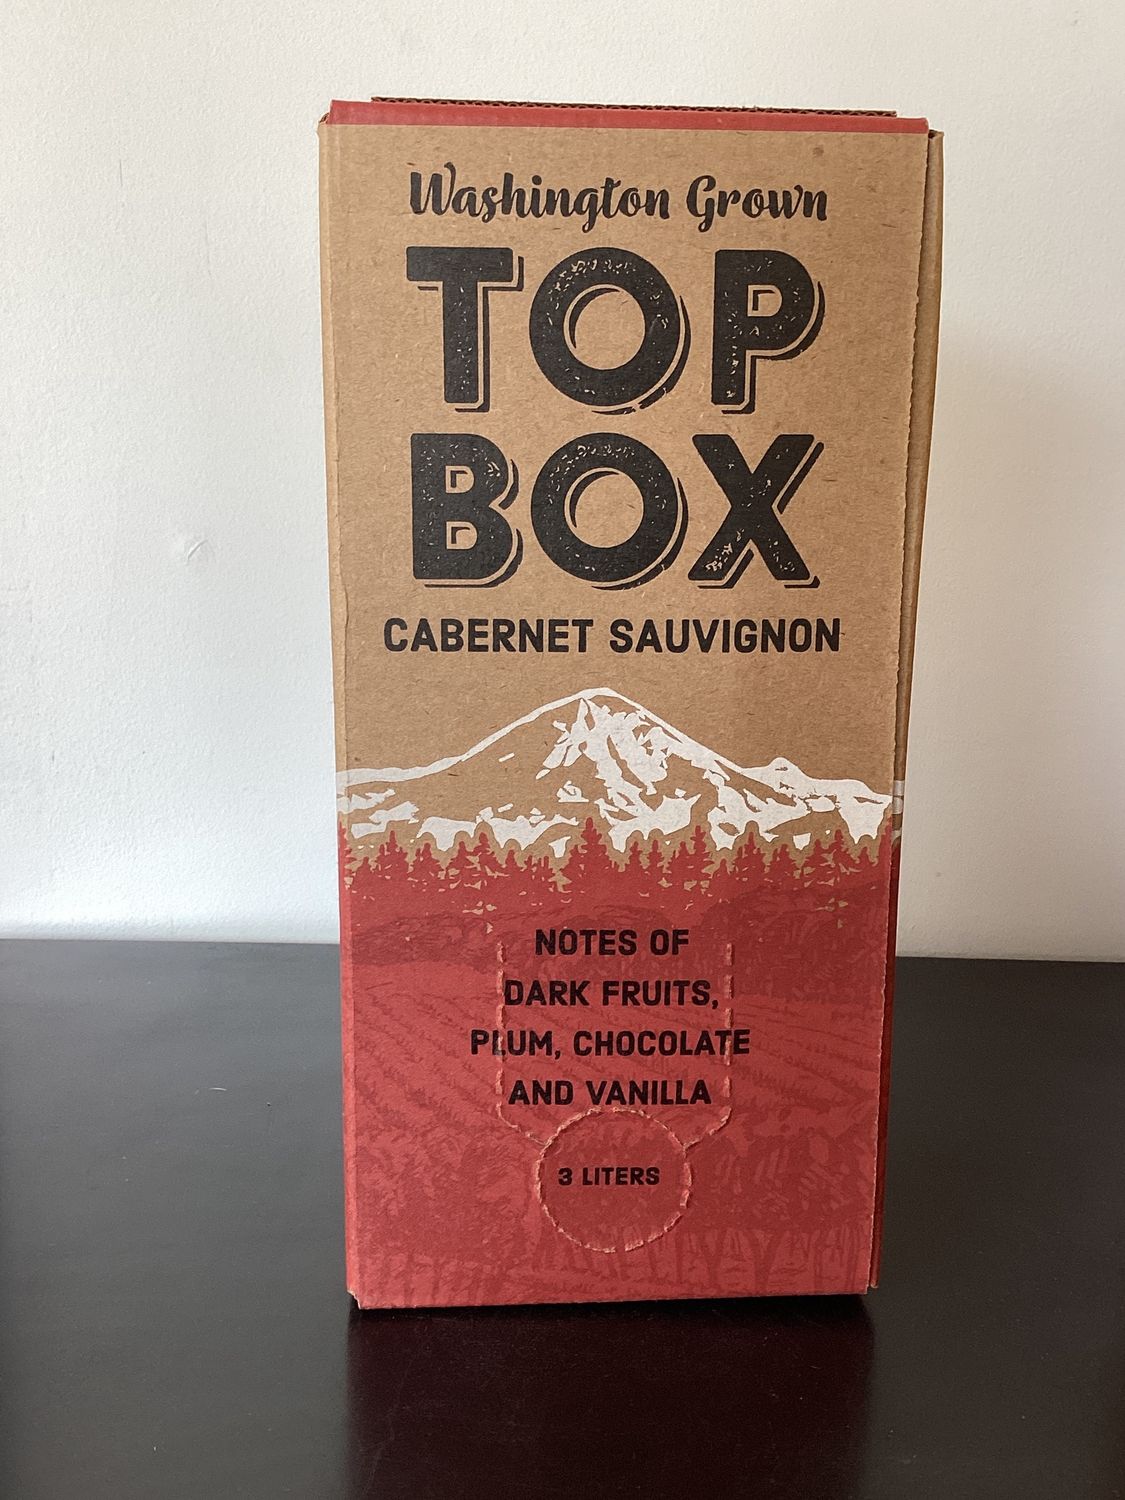 Washington Grown
TOP
BOX
CABERNET SAUVIGNON
NOTES OF
DARK FRUITS,
PLUM, CHOCOLATE
AND VANILLA
3 LITERS